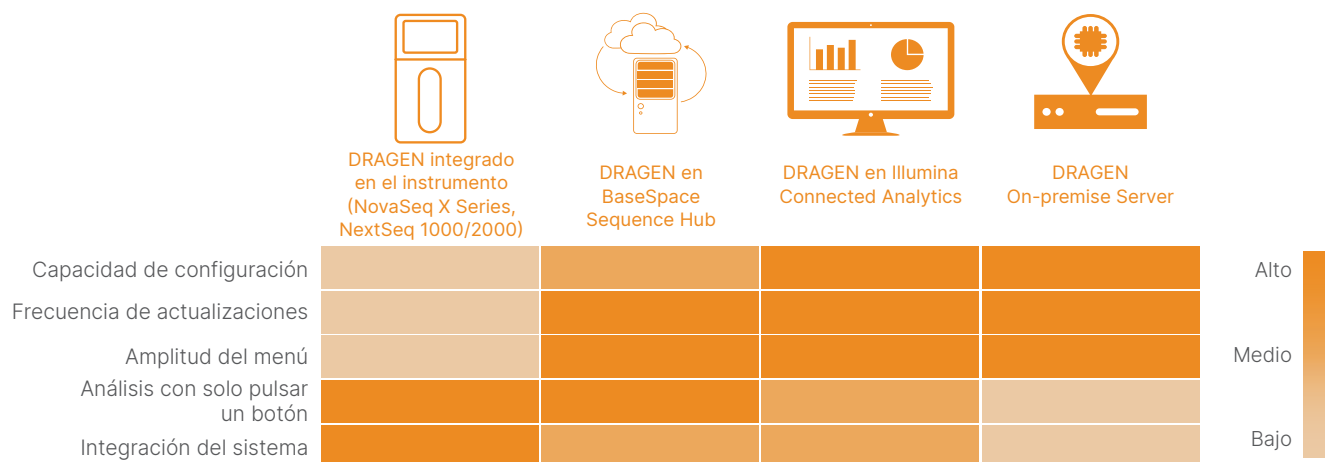 DRAGEN integrado
en el instrumento
(NovaSeq X Series,
NextSeq 1000/2000)
DRAGEN en
BaseSpace
Sequence Hub
DRAGEN en Illumina
Connected Analytics
DRAGEN
On-premise Server
Capacidad de configuración
Frecuencia de actualizaciones
Amplitud del menú
Análisis con solo pulsar
un botón
Integración del sistema
Alto
Medio
Bajo